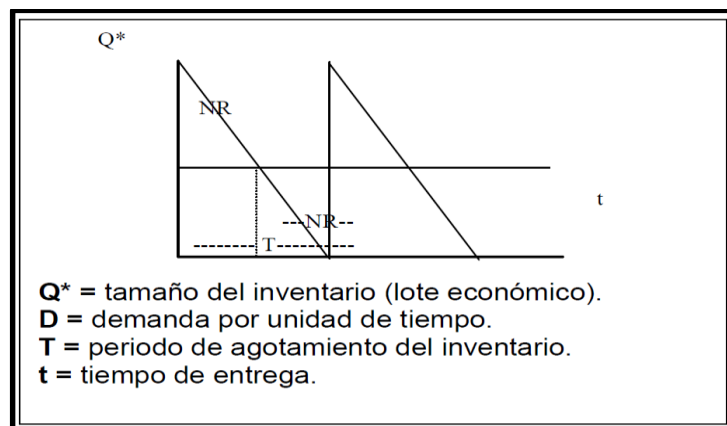 Q*
NR
t
---NR--
--------T----------
Q* = tamaño del inventario (lote económico).
D = demanda por unidad de tiempo.
T = periodo de agotamiento del inventario.
t = tiempo de entrega.